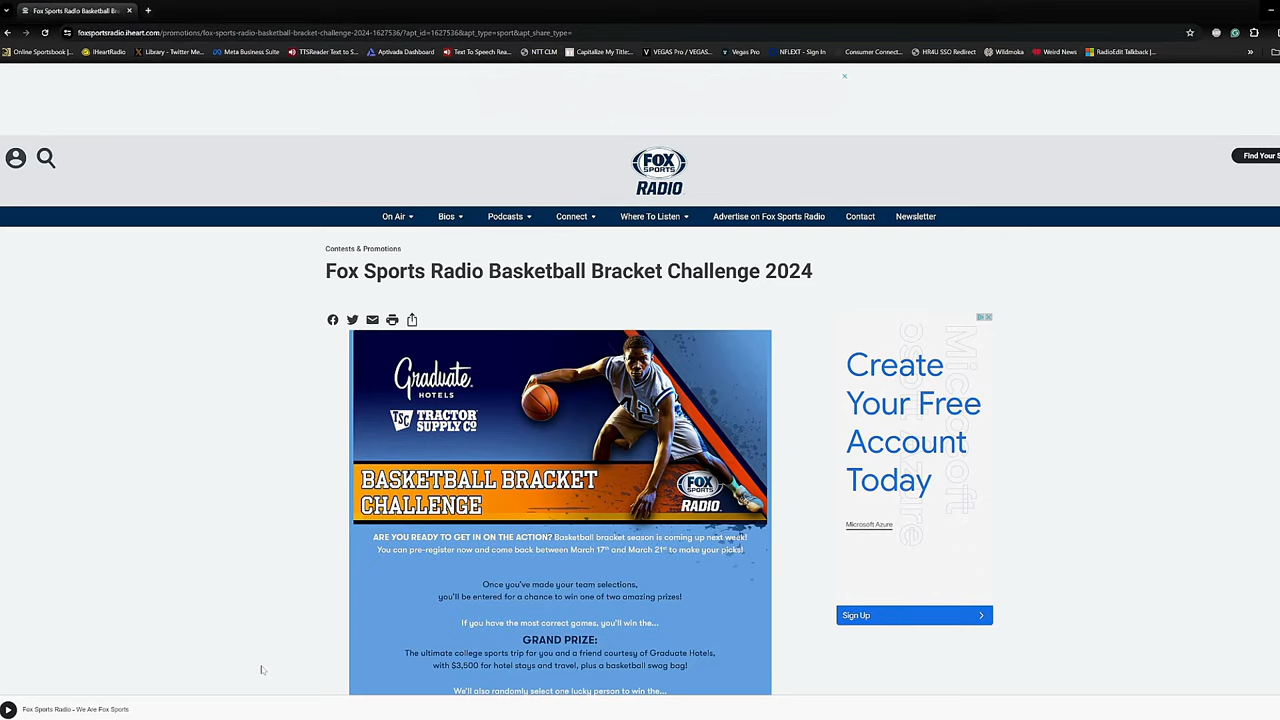 Fox Sports Radio Basketball Br
foxsportsradio.iheart.com/promotions/fox-sports-radio-basketball-bracket-challenge-2024-1627536/?apt_id=1627536&apt_type=sport&apt_share_type=
Online Sportsbook |... iHeartRadio Library - Twitter Me... Meta Business Suite TTSReader Text to S... Aptivada Dashboard Text To Speech Rea... NTT CLM Capitalize My Title:... VEGAS Pro / VEGAS... Vegas Pro NFLEXT - Sign In Consumer Connect... HR4U SSO Redirect Wildmoka Weird News RadioEdit Talkback |...
FOX
SPORTS
RADIO
Find Your S
On Air Bios Podcasts Connect Where To Listen Advertise on Fox Sports Radio Contact Newsletter
Contests & Promotions
Fox Sports Radio Basketball Bracket Challenge 2024
Graduate.
HOTELS
TSC TRACTOR
SUPPLY CO
12
BASKETBALL BRACKET
CHALLENGE
FOX
SPORTS
RADIO
ARE YOU READY TO GET IN ON THE ACTION? Basketball bracket season is coming up next week!
You can pre-register now and come back between March 17th and March 21st to make your picks!
Once you've made your team selections,
you'll be entered for a chance to win one of two amazing prizes!
If you have the most correct games, you'll win the...
GRAND PRIZE:
The ultimate college sports trip for you and a friend courtesy of Graduate Hotels,
with $3,500 for hotel stays and travel, plus a basketball swag bag!
We'll also randomly select one lucky person to win the...
Create
Your Free
Account
Today
Microsoft Azure
Microsoft Azure
Sign Up
Fox Sports Radio - We Are Fox Sports